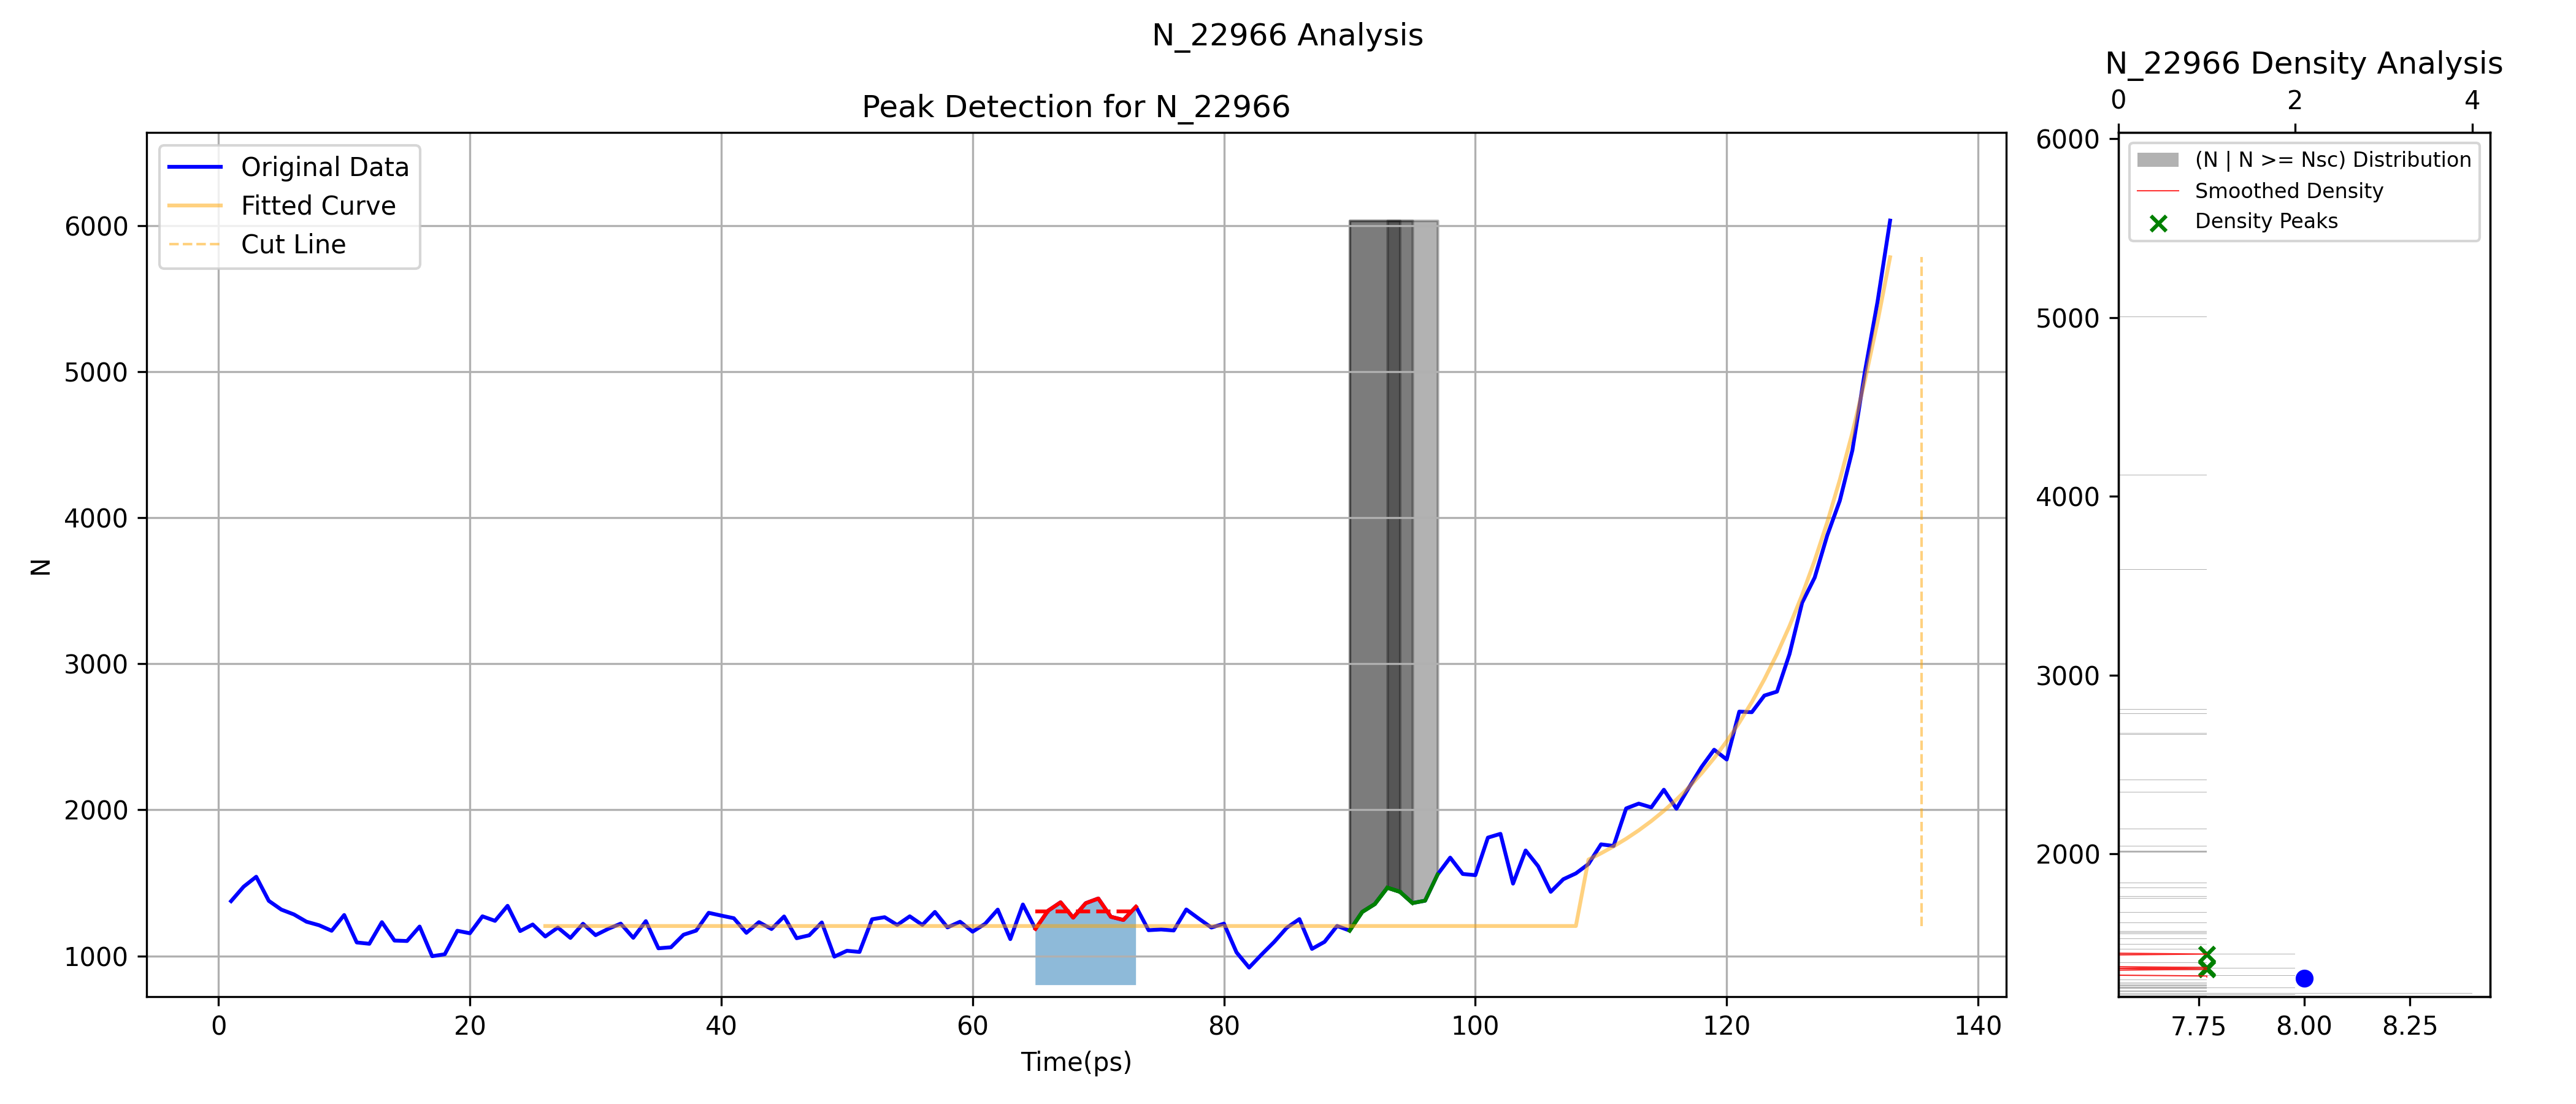 N_22966 Analysis
Peak Detection for N_22966
Original Data
Fitted Curve
Cut Line
N
6000
5000
4000
3000
2000
1000
0 20 40 60 80 100 120 140
Time(ps)
N_22966 Density Analysis
0 2 4
(N | N >= Nsc) Distribution
Smoothed Density
Density Peaks
6000
5000
4000
3000
2000
7.75 8.00 8.25